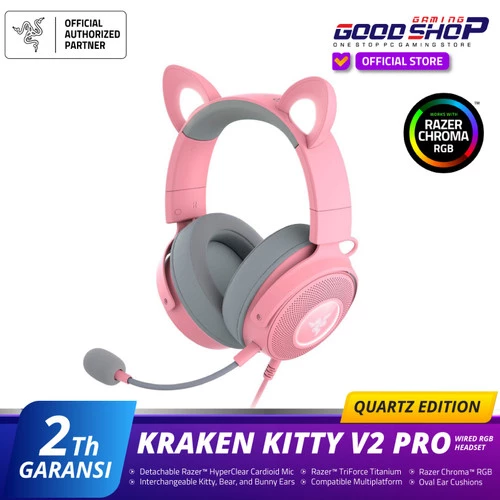 OFFICIAL
AUTHORIZED
PARTNER
GAMING
GOODSHOP
ONE STOP PC GAMING STORE
OFFICIAL STORE
WORKS WITH
RAZER
CHROMA
RGB
QUARTZ EDITION
2Th
GARANSI
KRAKEN KITTY V2 PRO WIRED RGB
HEADSET
• Detachable Razer™ HyperClear Cardioid Mic • Razer™ TriForce Titanium • Razer Chroma™ RGB
• Interchangeable Kitty, Bear, and Bunny Ears • Compatible Multiplatform • Oval Ear Cushions